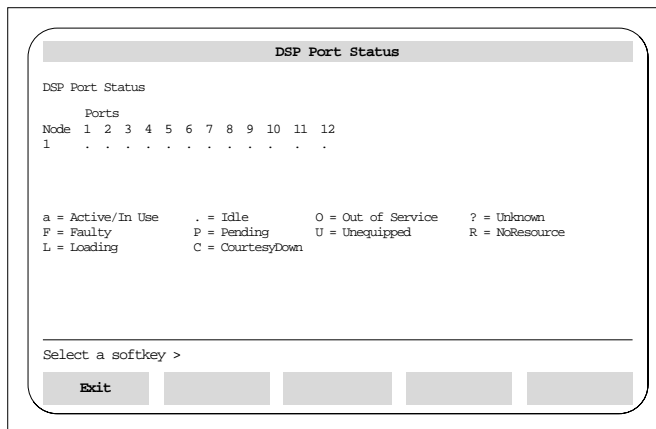 DSP Port Status
DSP Port Status
Ports
Node 1 2 3 4 5 6 7 8 9 10 11 12
1 . . . . . . . . . . . .
a = Active/In Use . = Idle O = Out of Service ? = Unknown
F = Faulty P = Pending U = Unequipped R = NoResource
L = Loading C = CourtesyDown
Select a softkey >
Exit